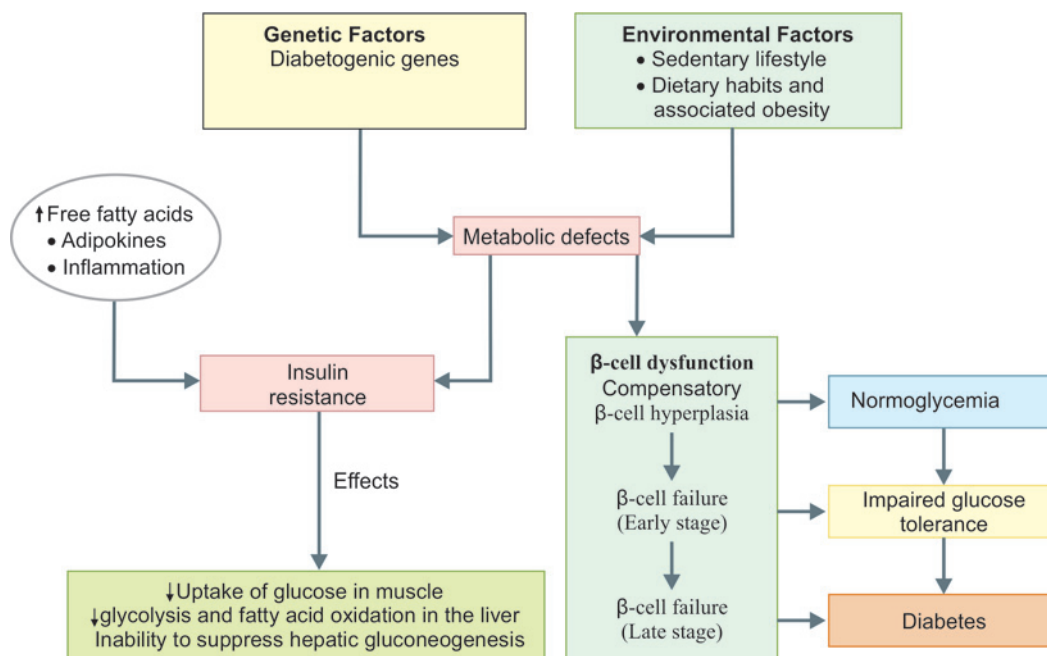 Genetic Factors
Diabetogenic genes
Environmental Factors
• Sedentary lifestyle
• Dietary habits and
associated obesity
↑Free fatty acids
• Adipokines
• Inflammation
Metabolic defects
Insulin
resistance
Effects
↓Uptake of glucose in muscle
↓glycolysis and fatty acid oxidation in the liver
Inability to suppress hepatic gluconeogenesis
β-cell dysfunction
Compensatory
β-cell hyperplasia
β-cell failure
(Early stage)
β-cell failure
(Late stage)
Normoglycemia
Impaired glucose
tolerance
Diabetes